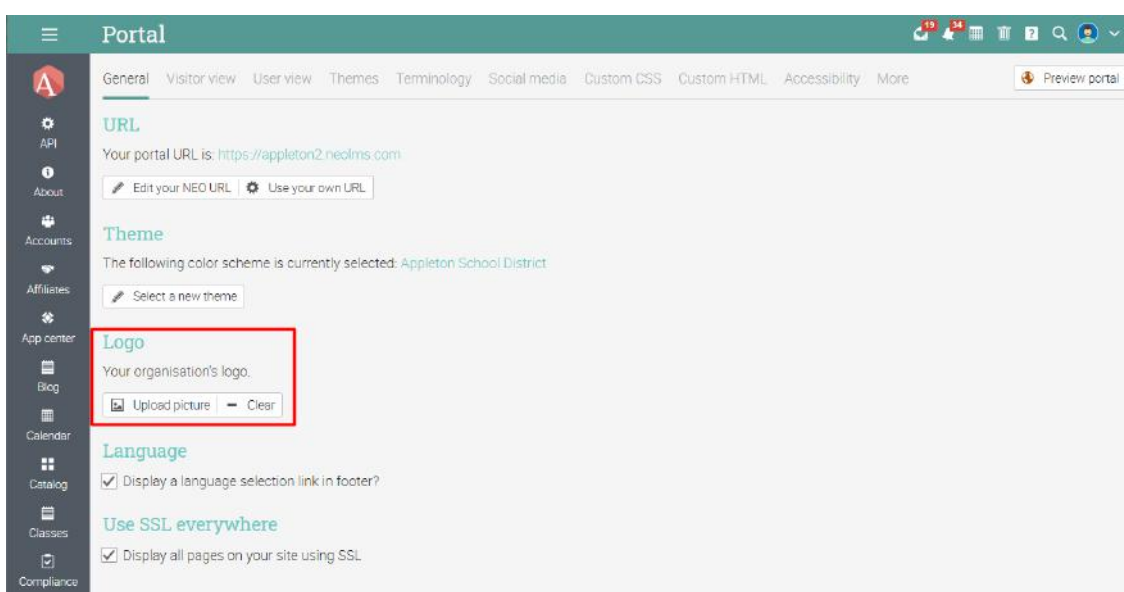 Portal
19
34
General Visitor view User view Themes Terminology Social media Custom CSS Custom HTML Accessibility More
Preview portal
A
API
About
Accounts
Affiliates
App center
Blog
Calendar
Catalog
Classes
Compliance
URL
Your portal URL is: https://appleton2.neolms.com
Edit your NEO URL Use your own URL
Theme
The following color scheme is currently selected: Appleton School District
Select a new theme
Logo
Your organisation's logo.
Upload picture Clear
Language
Display a language selection link in footer?
Use SSL everywhere
Display all pages on your site using SSL